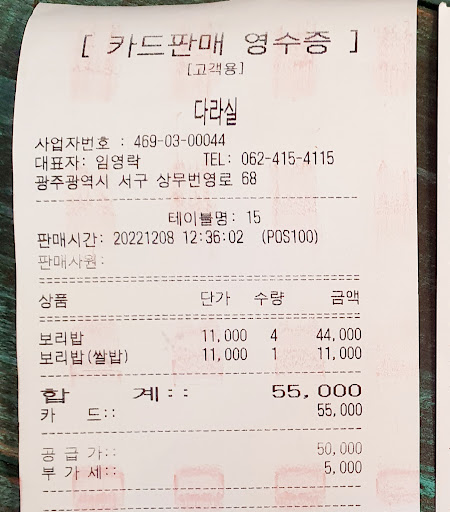 [ 카드판매 영수증 ]
[고객용]
다라실
사업자번호 : 469-03-00044
대표자: 임영락 TEL: 062-415-4115
광주광역시 서구 상무번영로 68
테이블명: 15
판매시간: 20221208 12:36:02 (POS100)
판매사원:
상품 단가 수량 금액
보리밥 11,000 4 44,000
보리밥(쌀밥) 11,000 1 11,000
합 계:: 55,000
카 드:: 55,000
공 급 가:: 50,000
부 가 세:: 5,000